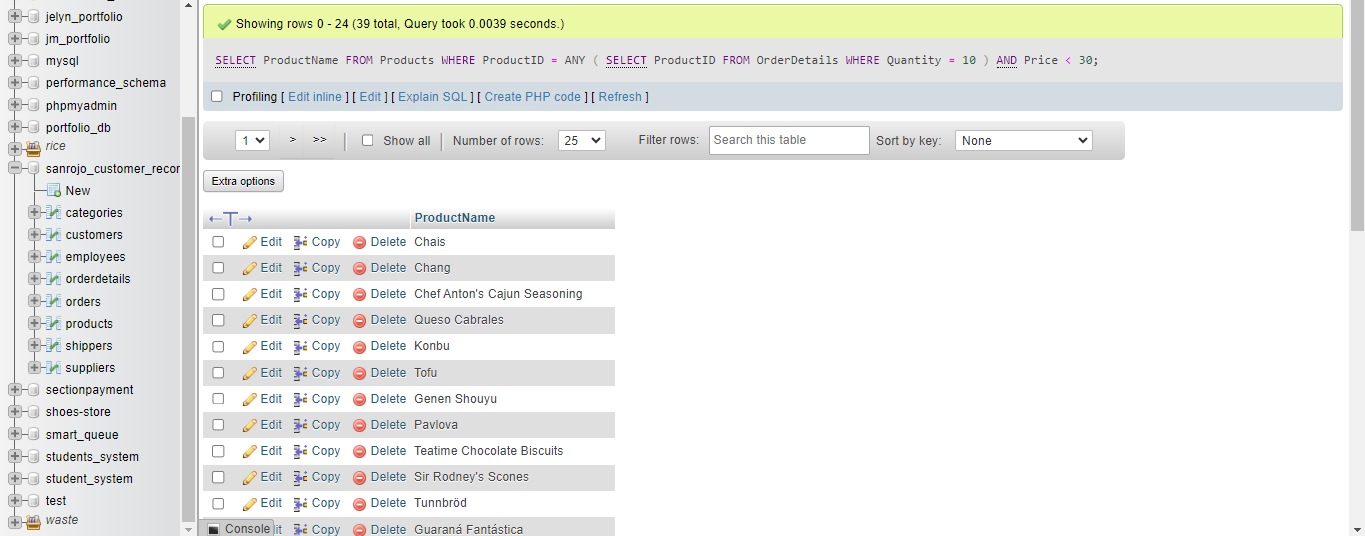 jelyn_portfolio
jm_portfolio
mysql
performance_schema
phpmyadmin
portfolio_db
rice
sanrojo_customer_recor
New
categories
customers
employees
orderdetails
orders
products
shippers
suppliers
sectionpayment
shoes-store
smart_queue
students_system
student_system
test
waste
Showing rows 0 - 24 (39 total, Query took 0.0039 seconds.)
SELECT ProductName FROM Products WHERE ProductID = ANY ( SELECT ProductID FROM OrderDetails WHERE Quantity = 10 ) AND Price < 30;
Profiling [ Edit inline ] [ Edit ] [ Explain SQL ] [ Create PHP code ] [ Refresh ]
1 > >> Show all Number of rows: 25 Filter rows: Search this table Sort by key: None
Extra options
←T→ ProductName
Edit Copy Delete Chais
Edit Copy Delete Chang
Edit Copy Delete Chef Anton's Cajun Seasoning
Edit Copy Delete Queso Cabrales
Edit Copy Delete Konbu
Edit Copy Delete Tofu
Edit Copy Delete Genen Shouyu
Edit Copy Delete Pavlova
Edit Copy Delete Teatime Chocolate Biscuits
Edit Copy Delete Sir Rodney's Scones
Edit Copy Delete Tunnbröd
Console it Copy Delete Guaraná Fantástica